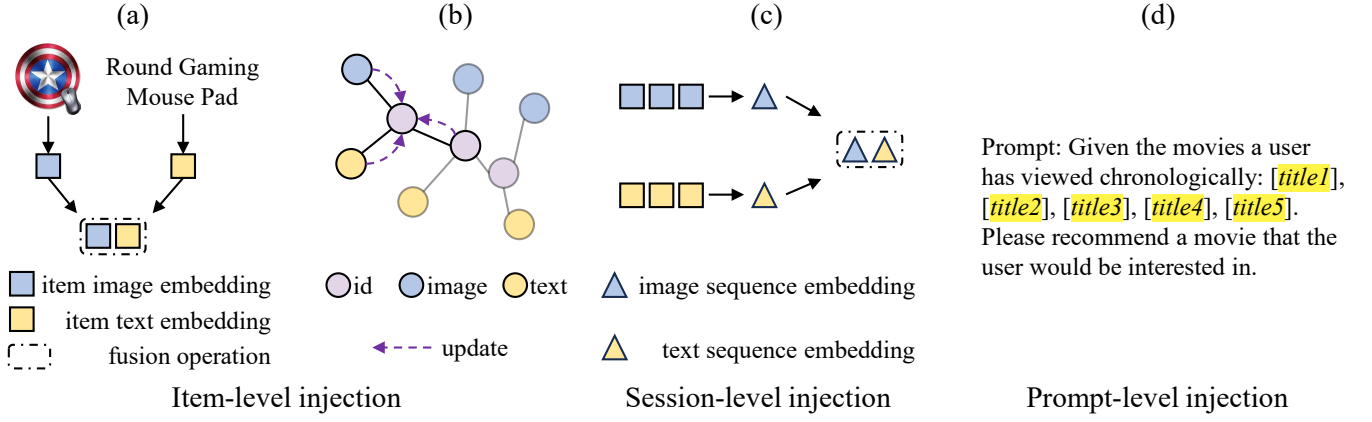 (a)
(b)
(c)
(d)
Round Gaming
Mouse Pad
Prompt: Given the movies a user
has viewed chronologically: [title1],
[title2], [title3], [title4], [title5].
Please recommend a movie that the
user would be interested in.
item image embedding
item text embedding
fusion operation
id
image
text
update
image sequence embedding
text sequence embedding
Item-level injection
Session-level injection
Prompt-level injection